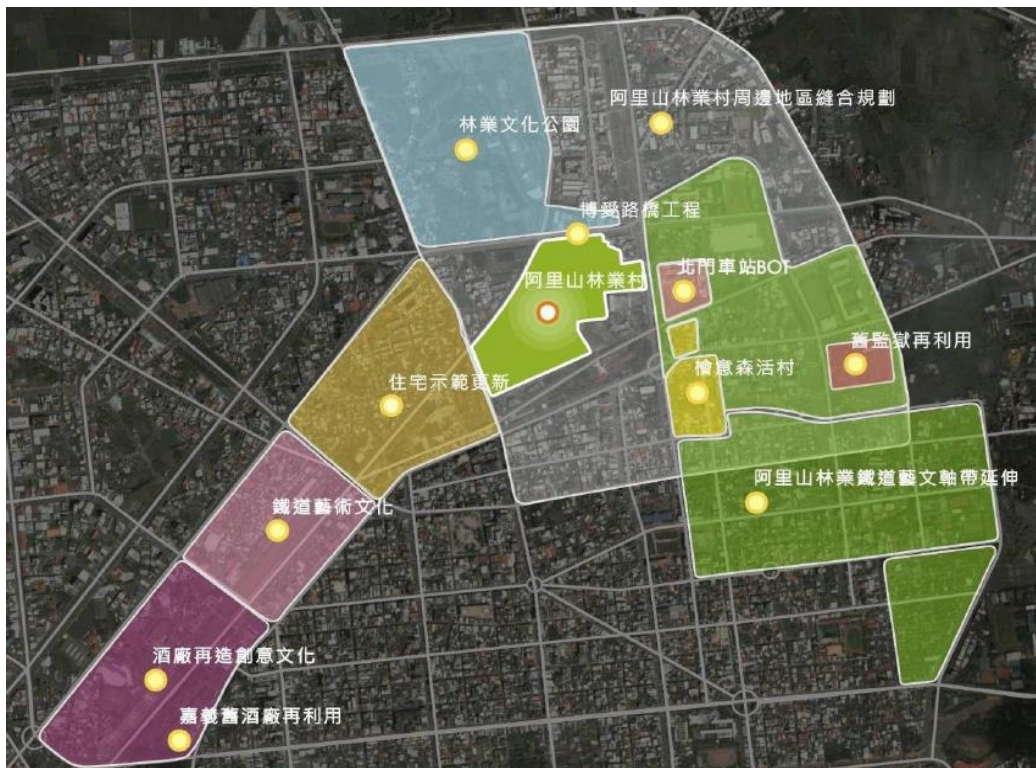 阿里山林業村周邊地區縫合規劃
林業文化公園
博愛路橋工程
北門車站BOT
阿里山林業村
舊監獄再利用
檜意森活村
住宅示範更新
阿里山林業鐵道藝文軸帶延伸
鐵道藝術文化
酒廠再造創意文化
嘉義舊酒廠再利用